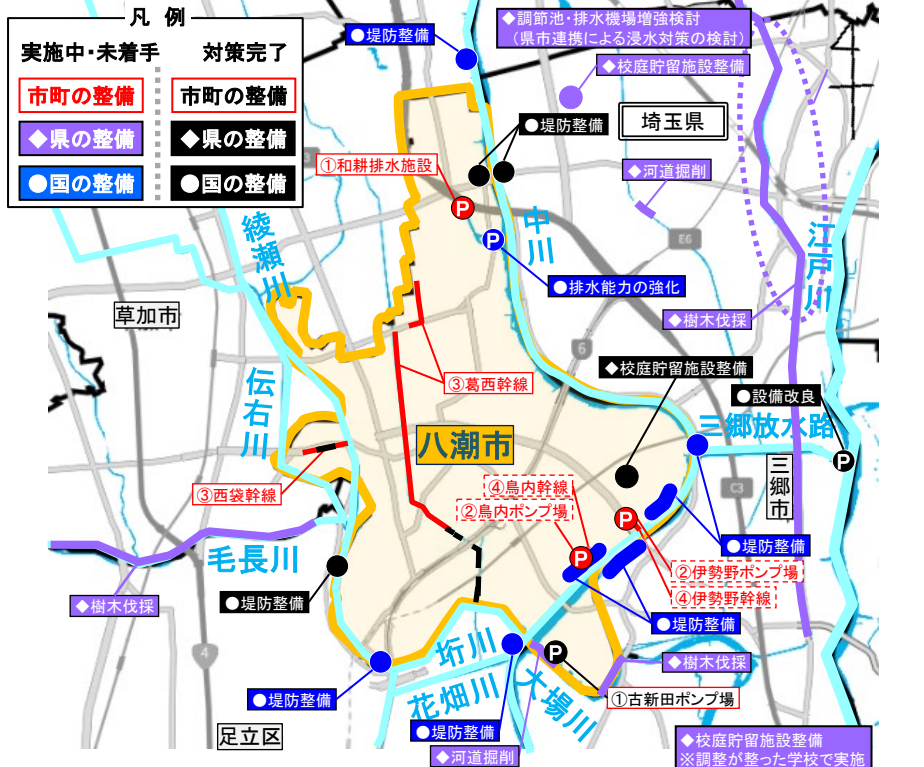 凡 例
実施中・未着手
対策完了
市町の整備
市町の整備
◆県の整備
◆県の整備
●国の整備
●国の整備
●堤防整備
◆調節池・排水機場増強検討
（県市連携による浸水対策の検討）
◆校庭貯留施設整備
埼玉県
●堤防整備
①和耕排水施設
P
◆河道掘削
綾瀬川
中川
江戸川
E6
P
●排水能力の強化
草加市
◆樹木伐採
6
◆校庭貯留施設整備
③葛西幹線
●設備改良
伝右川
八潮市
三郷放水路
P
三郷市
C3
③西袋幹線
④鳥内幹線
②鳥内ポンプ場
P
P
●堤防整備
毛長川
②伊勢野ポンプ場
④伊勢野幹線
◆樹木伐採
●堤防整備
●堤防整備
4
垳川
P
◆樹木伐採
花畑川
大場川
●堤防整備
①古新田ポンプ場
足立区
●堤防整備
◆河道掘削
◆校庭貯留施設整備
※調整が整った学校で実施